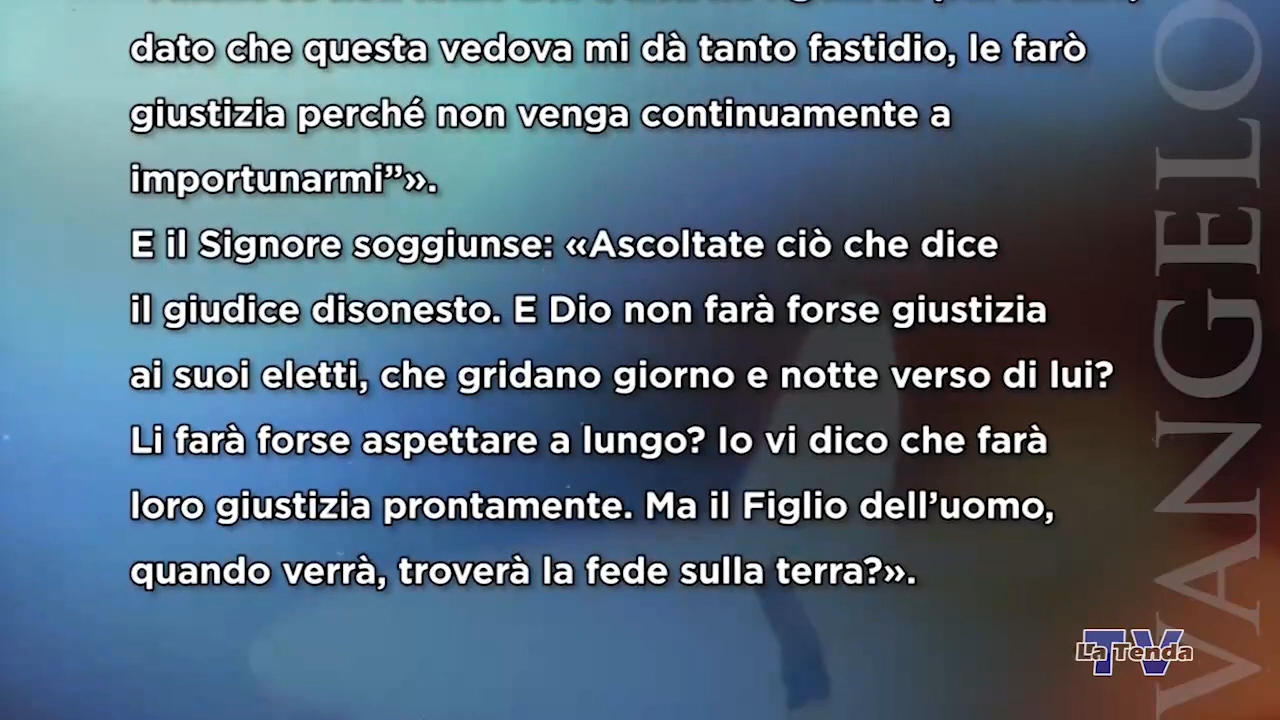 dato che questa vedova mi dà tanto fastidio, le farò
giustizia perché non venga continuamente a
importunarmi”».
E il Signore soggiunse: «Ascoltate ciò che dice
il giudice disonesto. E Dio non farà forse giustizia
ai suoi eletti, che gridano giorno e notte verso di lui?
Li farà forse aspettare a lungo? Io vi dico che farà
loro giustizia prontamente. Ma il Figlio dell’uomo,
quando verrà, troverà la fede sulla terra?».
VANGELO
TV
La Tenda